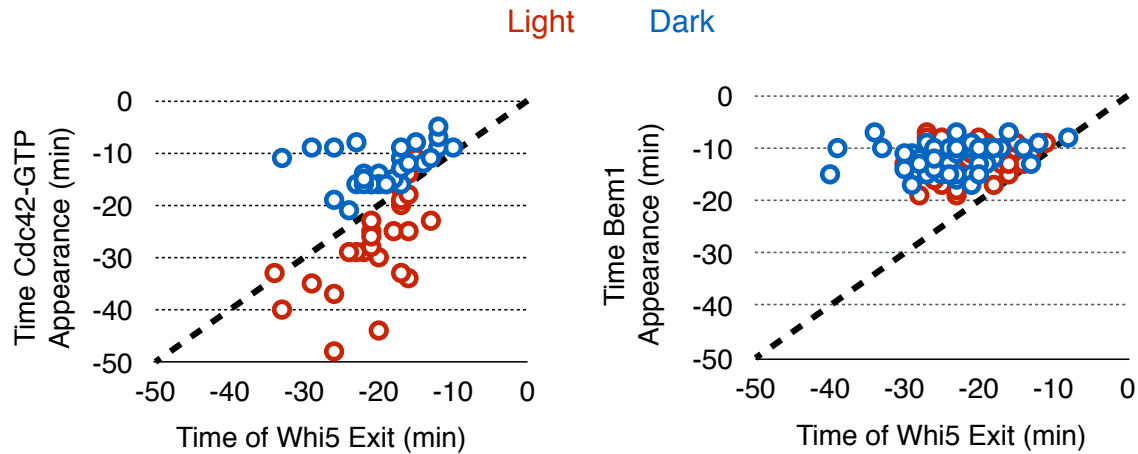 Light Dark
Time Cdc42-GTP
Appearance (min)
0
-10
-20
-30
-40
-50
-50 -40 -30 -20 -10 0
Time of Whi5 Exit (min)
Time Bem1
Appearance (min)
0
-10
-20
-30
-40
-50
-50 -40 -30 -20 -10 0
Time of Whi5 Exit (min)